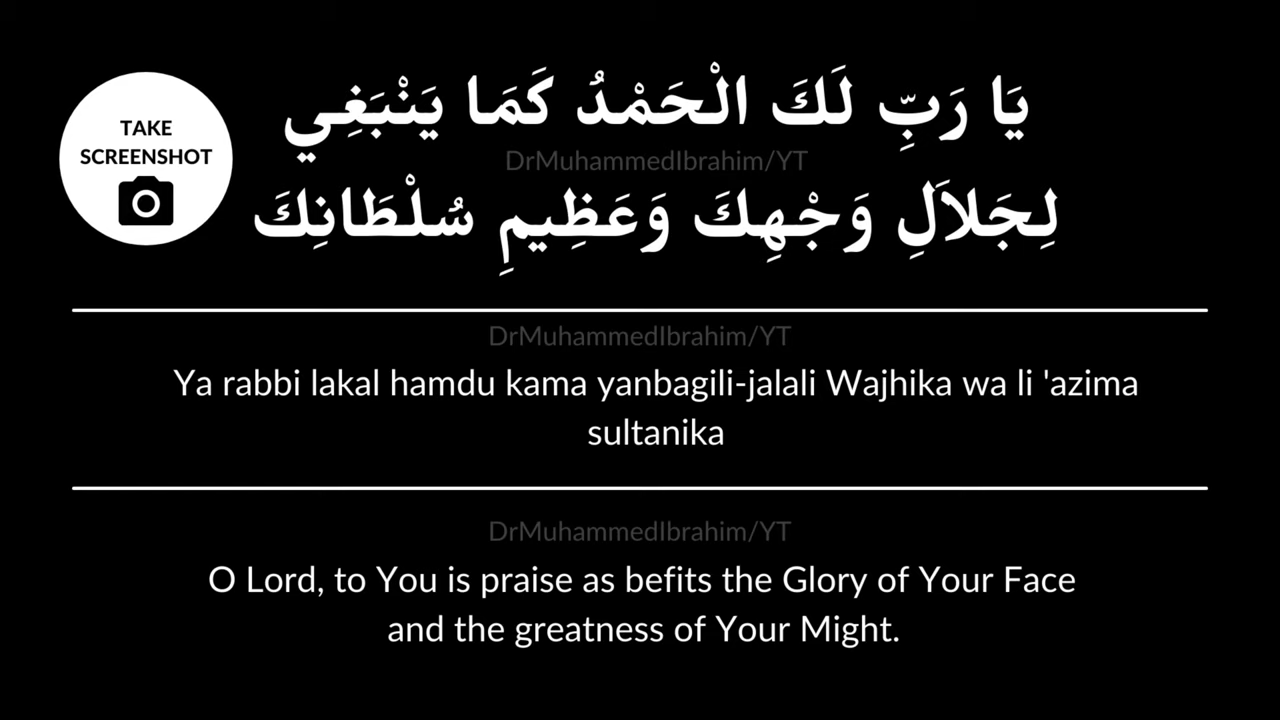 TAKE
SCREENSHOT
يَا رَبِّ لَكَ الْحَمْدُ كَمَا يَنْبَغِي
DrMuhammedIbrahim/YT
لِجَلاَلِ وَجْهِكَ وَعَظِيمِ سُلْطَانِكَ
DrMuhammedIbrahim/YT
Ya rabbi lakal hamdu kama yanbagili-jalali Wajhika wa li 'azima
sultanika
DrMuhammedIbrahim/YT
O Lord, to You is praise as befits the Glory of Your Face
and the greatness of Your Might.